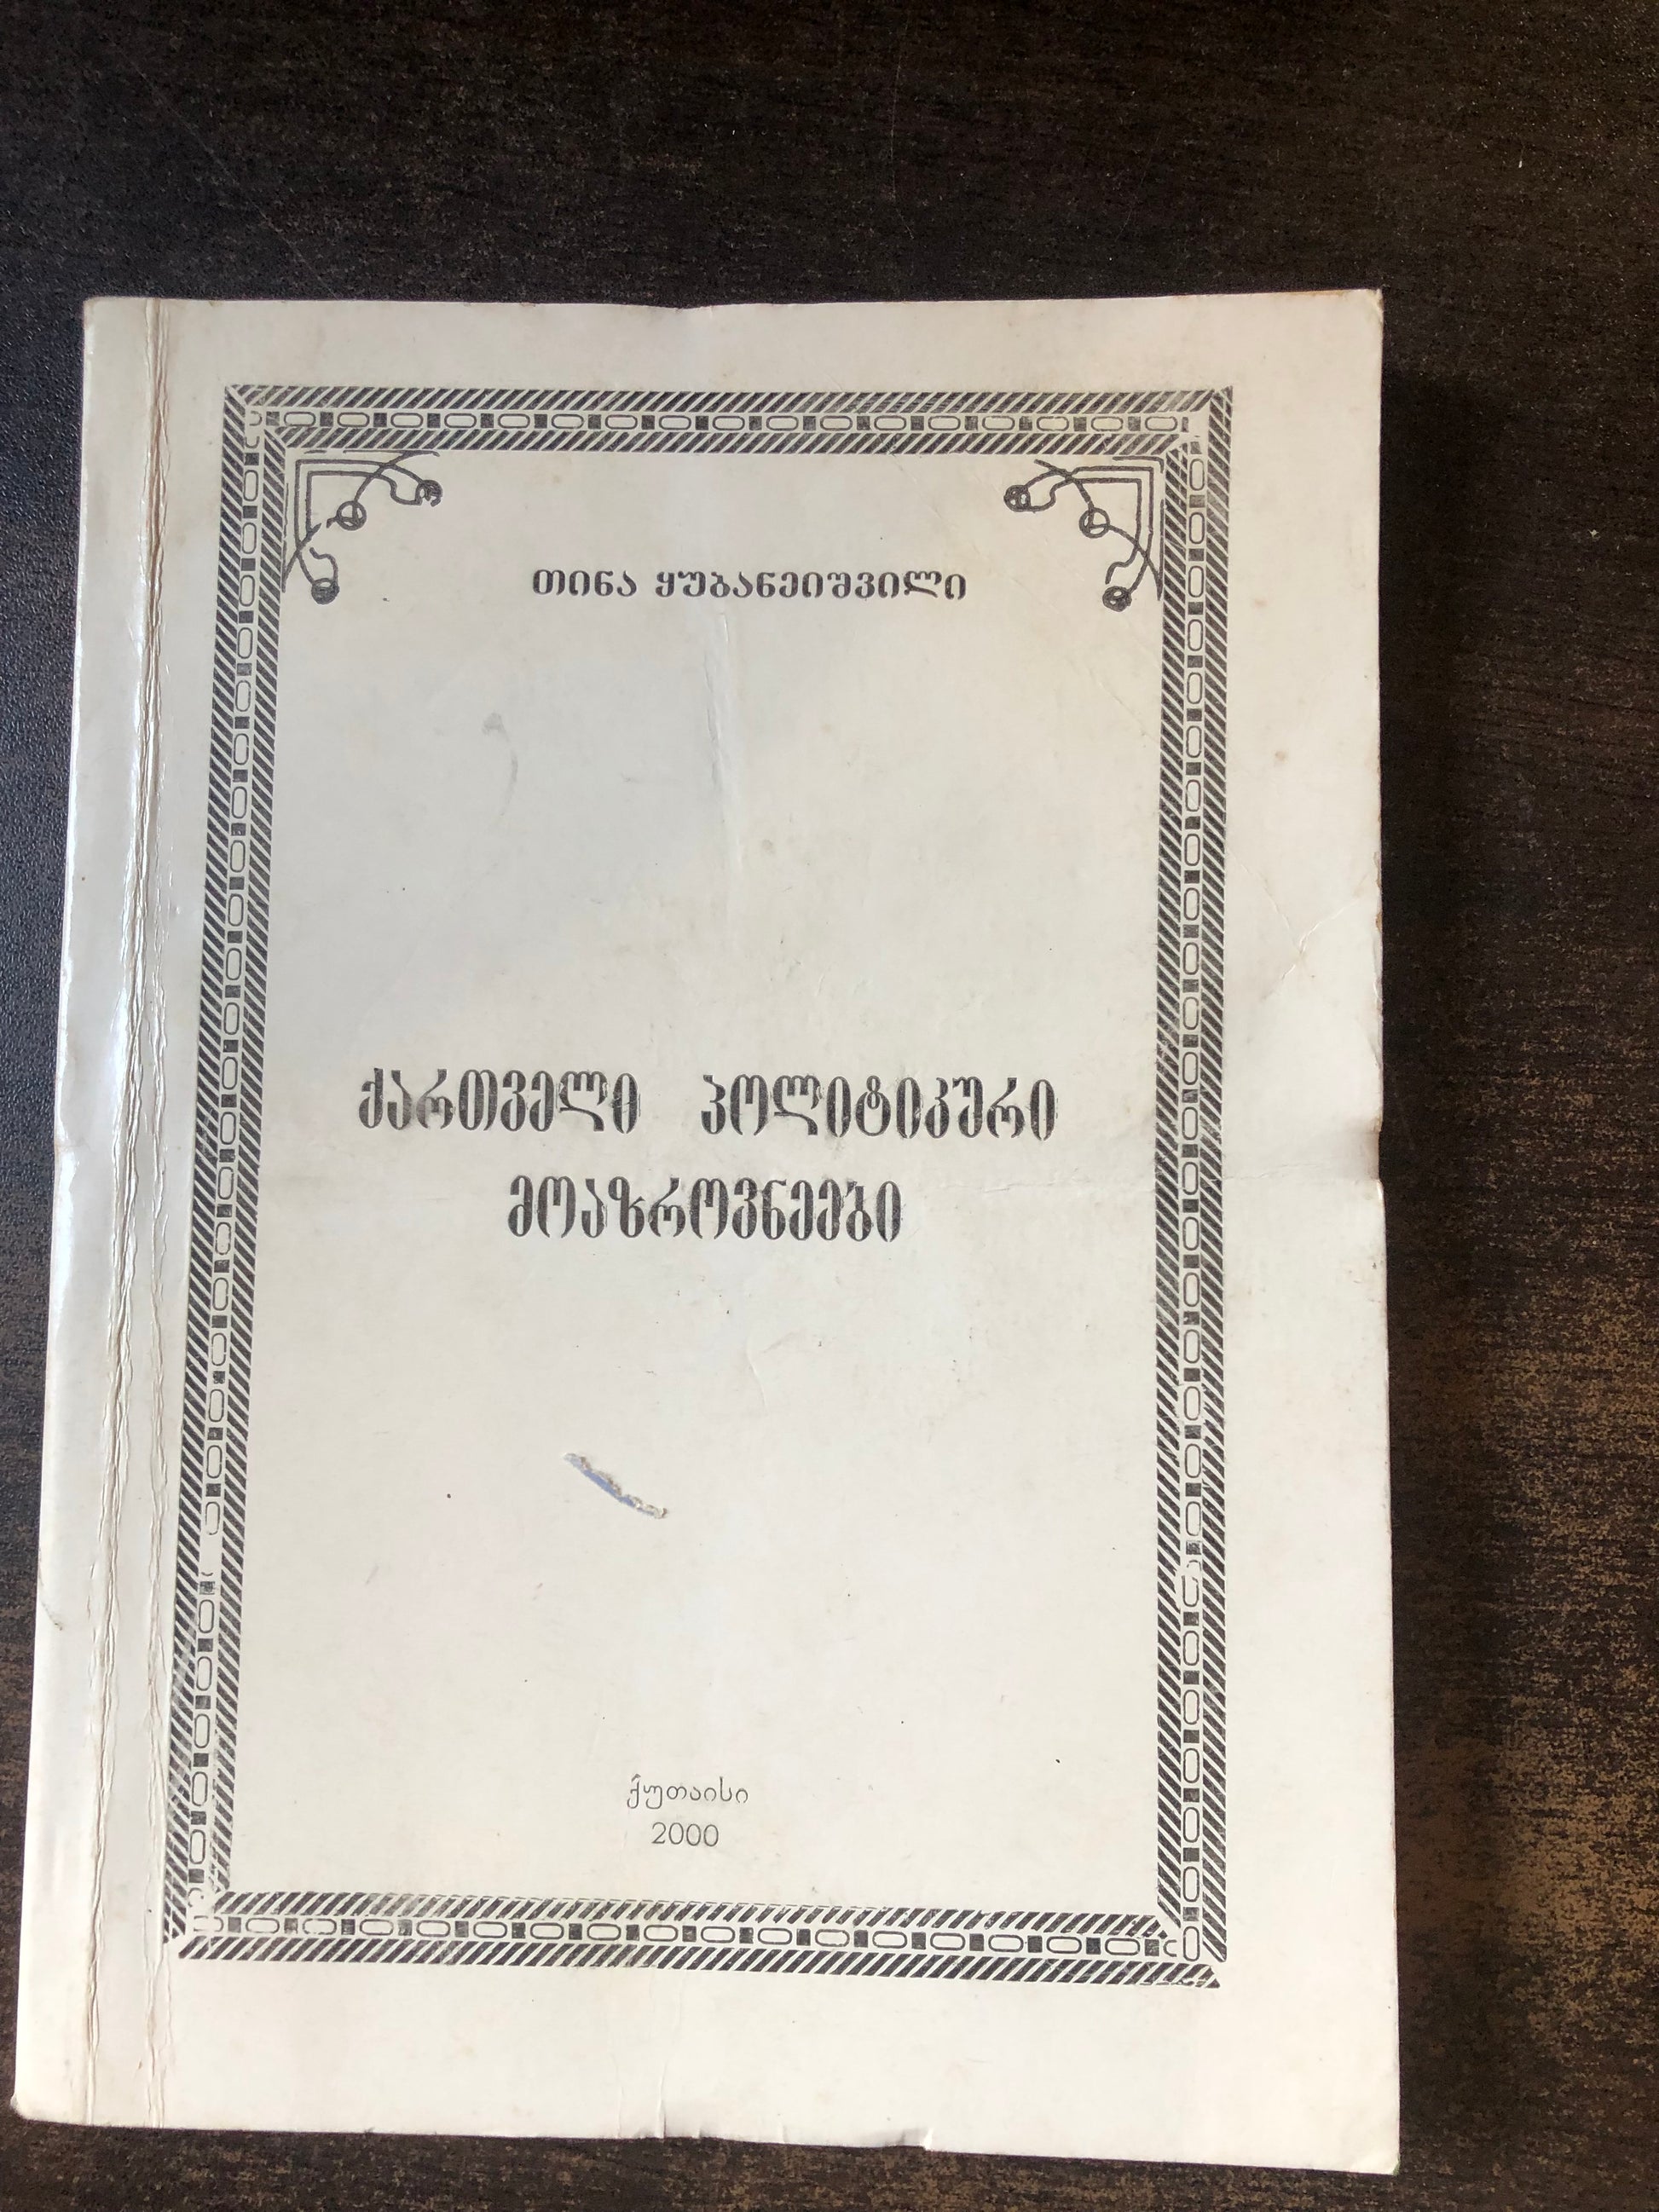 თინა ყუბანეიშვილი
ქართველი პოლიტიკური
მოაზროვნეები
ქუთაისი
2000